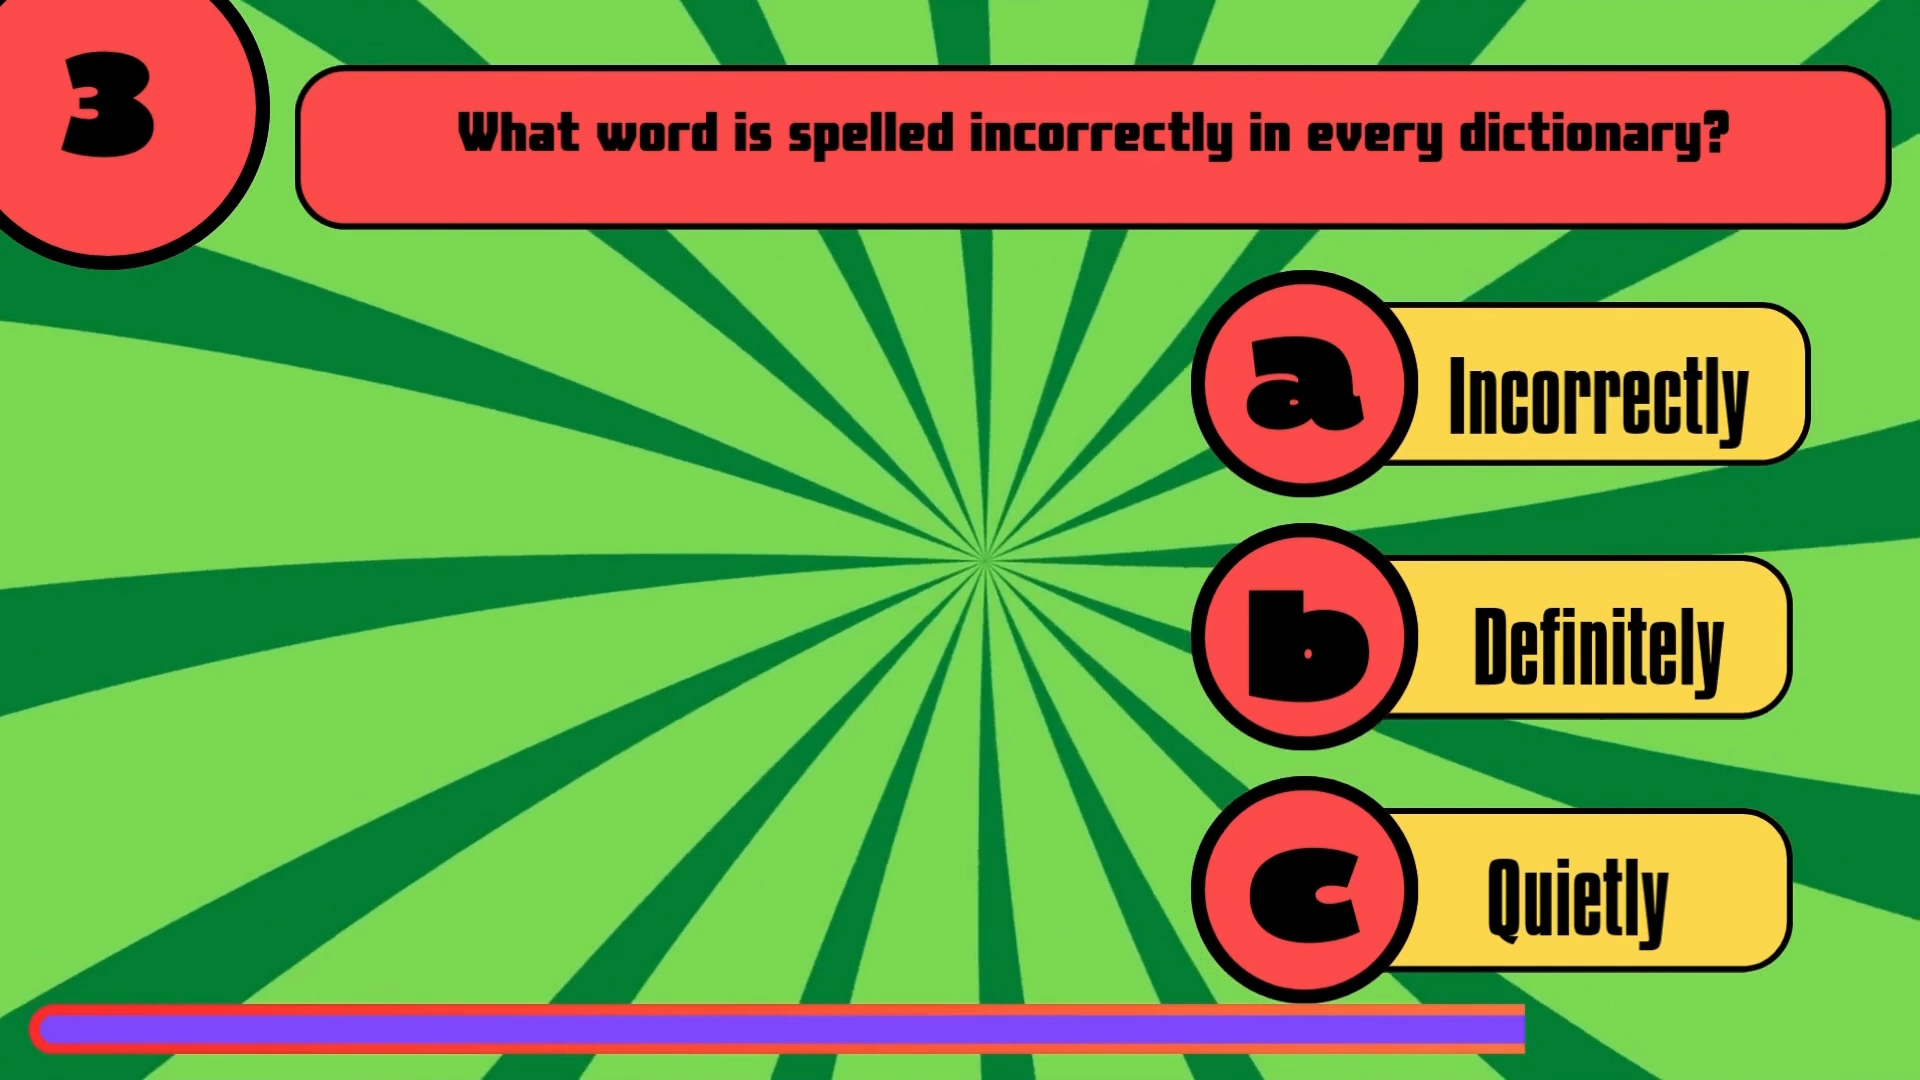 3
What word is spelled incorrectly in every dictionary?
a
Incorrectly
b
Definitely
c
Quietly